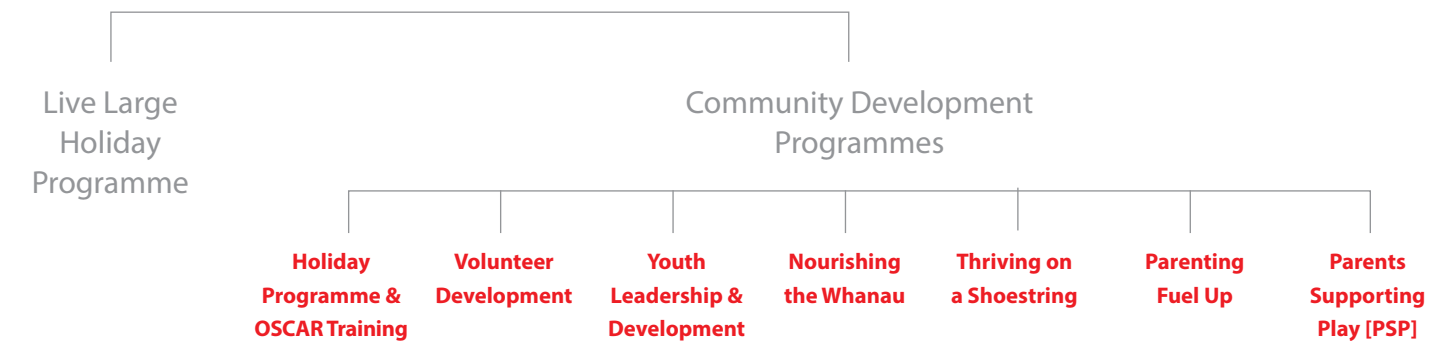 Live Large
Holiday
Programme
Community Development
Programmes
Holiday
Programme &
OSCAR Training
Volunteer
Development
Youth
Leadership &
Development
Nourishing
the Whanau
Thriving on
a Shoestring
Parenting
Fuel Up
Parents
Supporting
Play [PSP]